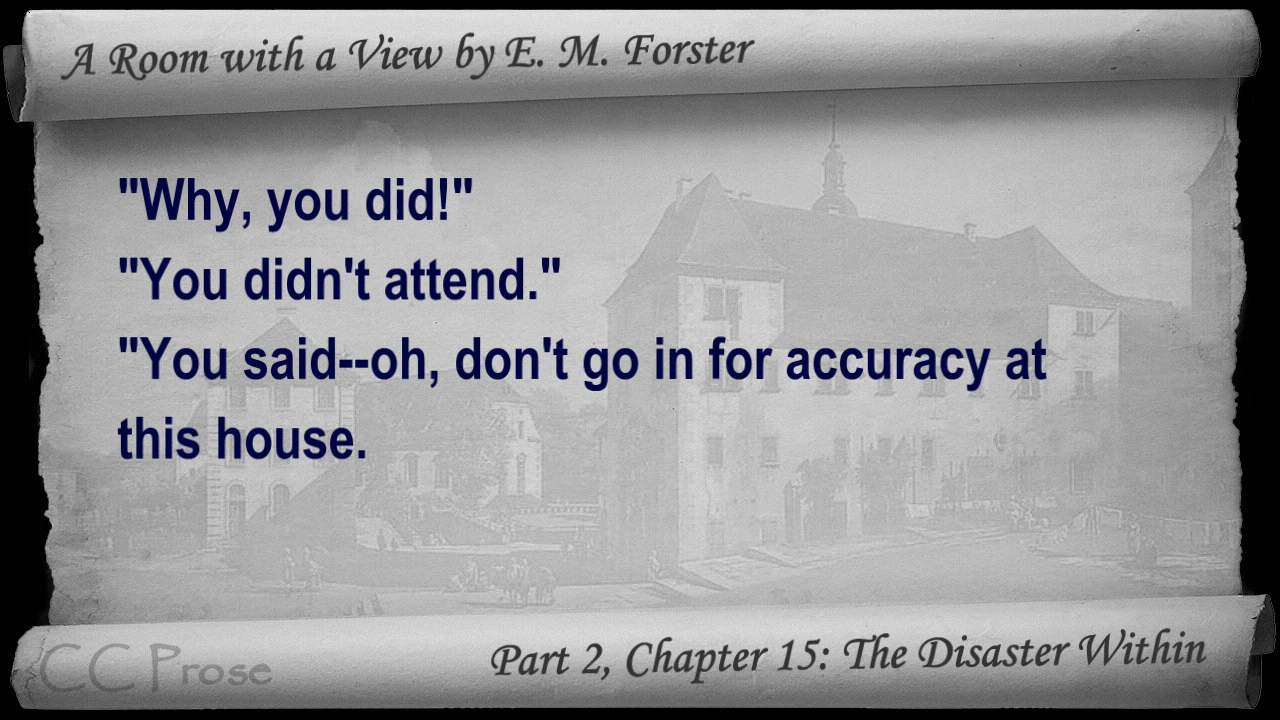 A Room with a View by E. M. Forster
"Why, you did!"
"You didn't attend."
"You said--oh, don't go in for accuracy at
this house.
CC Prose
Part 2, Chapter 15: The Disaster Within